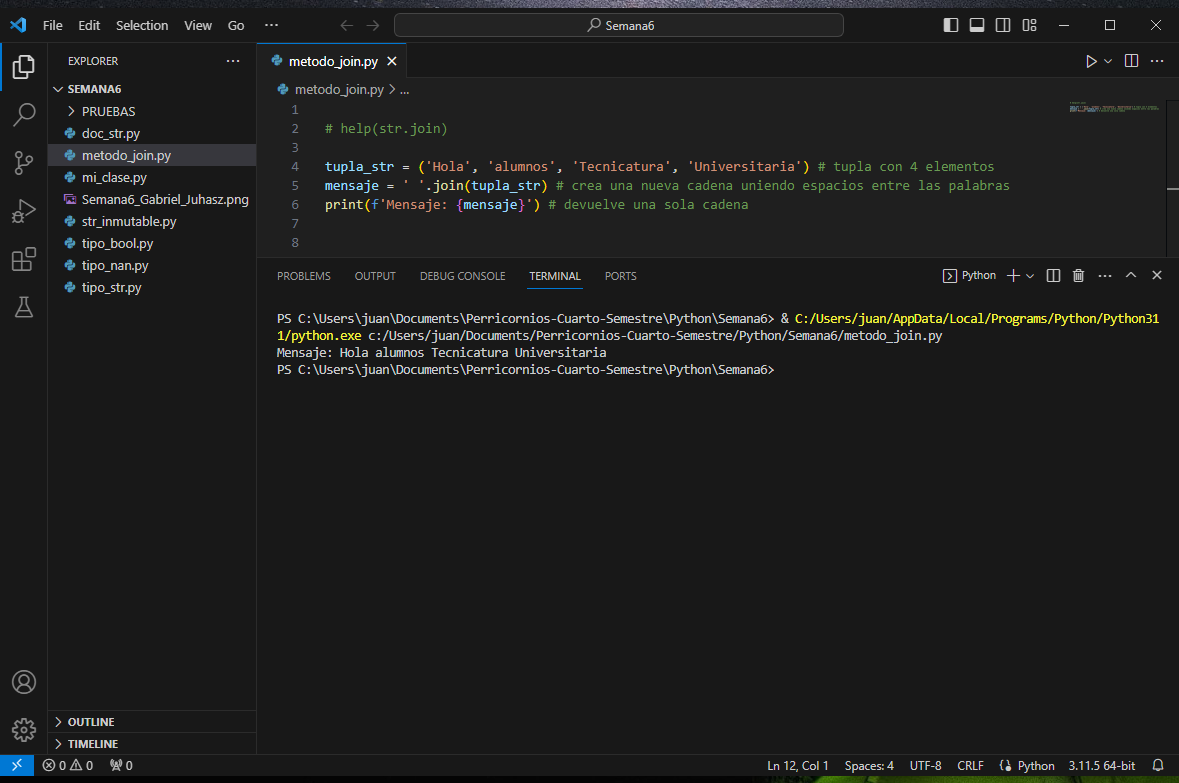 File Edit Selection View Go ··· Semana6
EXPLORER ···
SEMANA6
PRUEBAS
doc_str.py
metodo_join.py
mi_clase.py
Semana6_Gabriel_Juhasz.png
str_inmutable.py
tipo_bool.py
tipo_nan.py
tipo_str.py
OUTLINE
TIMELINE
metodo_join.py
metodo_join.py > ...
1
2 # help(str.join)
3
4 tupla_str = ('Hola', 'alumnos', 'Tecnicatura', 'Universitaria') # tupla con 4 elementos
5 mensaje = ' '.join(tupla_str) # crea una nueva cadena uniendo espacios entre las palabras
6 print(f'Mensaje: {mensaje}') # devuelve una sola cadena
7
8
PROBLEMS OUTPUT DEBUG CONSOLE TERMINAL PORTS Python
PS C:\Users\juan\Documents\Perricornios-Cuarto-Semestre\Python\Semana6> & C:/Users/juan/AppData/Local/Programs/Python/Python31
1/python.exe c:/Users/juan/Documents/Perricornios-Cuarto-Semestre/Python/Semana6/metodo_join.py
Mensaje: Hola alumnos Tecnicatura Universitaria
PS C:\Users\juan\Documents\Perricornios-Cuarto-Semestre\Python\Semana6>
0 0 0 Ln 12, Col 1 Spaces: 4 UTF-8 CRLF Python 3.11.5 64-bit